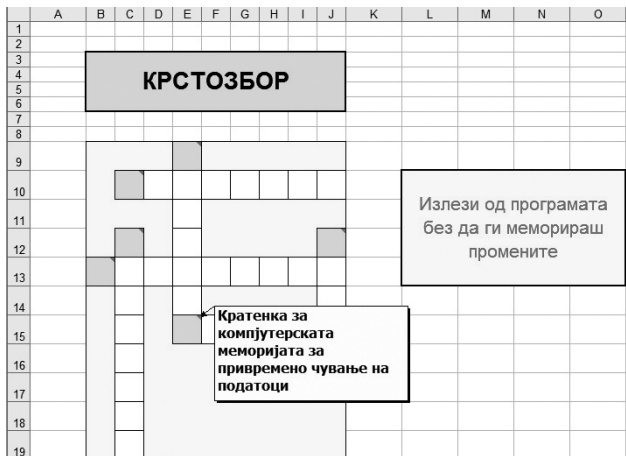 A B C D E F G H I J K L M N O
1
2
3
4
5
6
7
8
9
10
11
12
13
14
15
16
17
18
19
КРСТОЗБОР
Излези од програмата
без да ги меморираш
промените
Кратенка за
компјутерската
меморијата за
привремено чување на
податоци